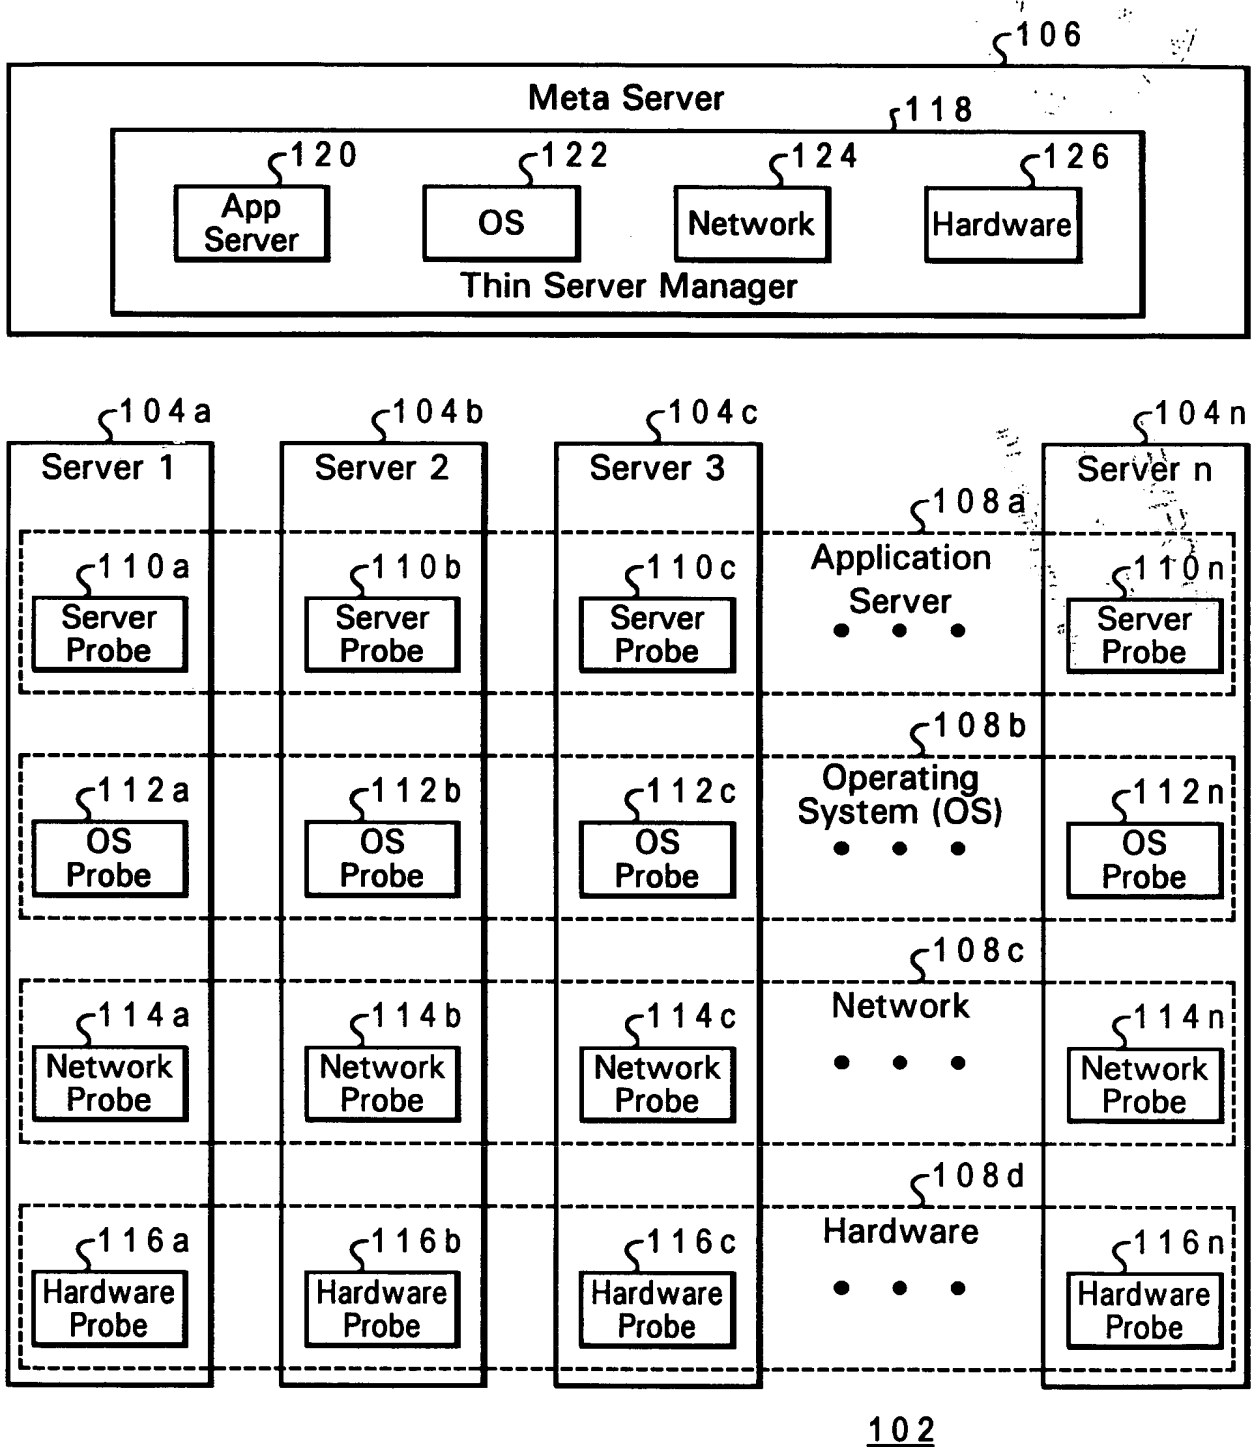 106
Meta Server
118
120 122 124 126
App Server
OS
Network
Hardware
Thin Server Manager
104a 104b 104c 104n
Server 1 Server 2 Server 3 Server n
108a
Application
Server
110a 110b 110c 110n
Server Probe
Server Probe
Server Probe
• • •
Server Probe
108b
Operating
System (OS)
112a 112b 112c 112n
OS Probe
OS Probe
OS Probe
• • •
OS Probe
108c
Network
114a 114b 114c 114n
Network Probe
Network Probe
Network Probe
• • •
Network Probe
108d
Hardware
116a 116b 116c 116n
Hardware Probe
Hardware Probe
Hardware Probe
• • •
Hardware Probe
102